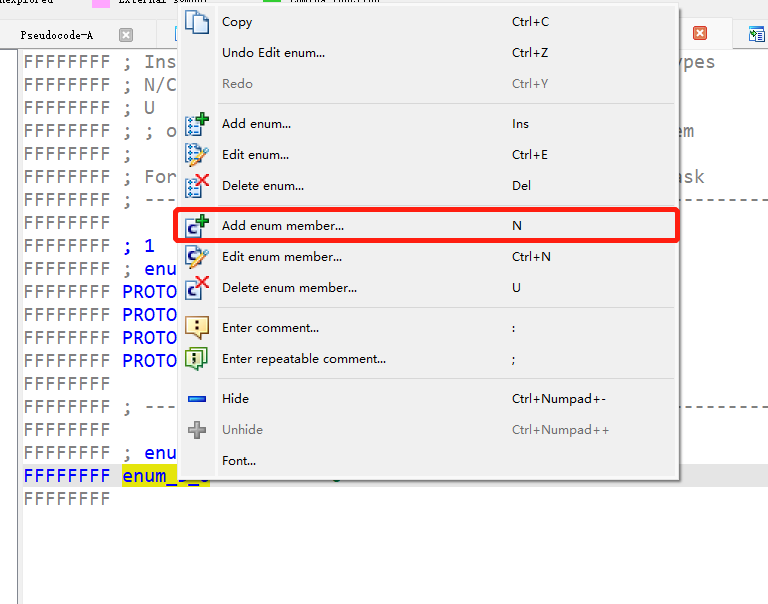 External symbol
Pseudocode-A
FFFFFFFF ; Ins
FFFFFFFF ; N/C
FFFFFFFF ; U
FFFFFFFF ; ; o
FFFFFFFF ;
FFFFFFFF ; For
FFFFFFFF ; ---
FFFFFFFF
FFFFFFFF ; 1
FFFFFFFF ; enu
FFFFFFFF PROTO
FFFFFFFF PROTO
FFFFFFFF PROTO
FFFFFFFF PROTO
FFFFFFFF
FFFFFFFF ; ---
FFFFFFFF
FFFFFFFF ; enu
FFFFFFFF enum_
FFFFFFFF
Copy Ctrl+C
Undo Edit enum... Ctrl+Z
Redo Ctrl+Y
Add enum... Ins
Edit enum... Ctrl+E
Delete enum... Del
Add enum member... N
Edit enum member... Ctrl+N
Delete enum member... U
Enter comment... :
Enter repeatable comment... ;
Hide Ctrl+Numpad+-
Unhide Ctrl+Numpad++
Font...
ypes
em
ask